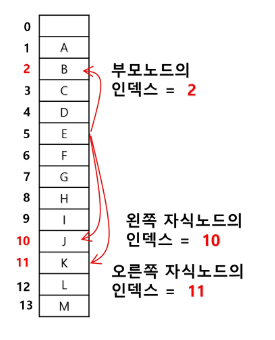 0
1 A
2 B
3 C
4 D
5 E
6 F
7 G
8 H
9 I
10 J
11 K
12 L
13 M
부모노드의
인덱스 = 2
왼쪽 자식노드의
인덱스 = 10
오른쪽 자식노드의
인덱스 = 11